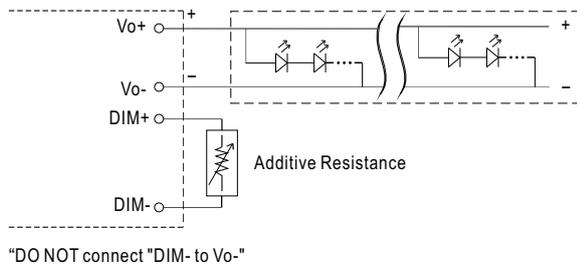 Vo+
+
+
Vo-
−
−
DIM+
Additive Resistance
DIM-
“DO NOT connect "DIM- to Vo-"